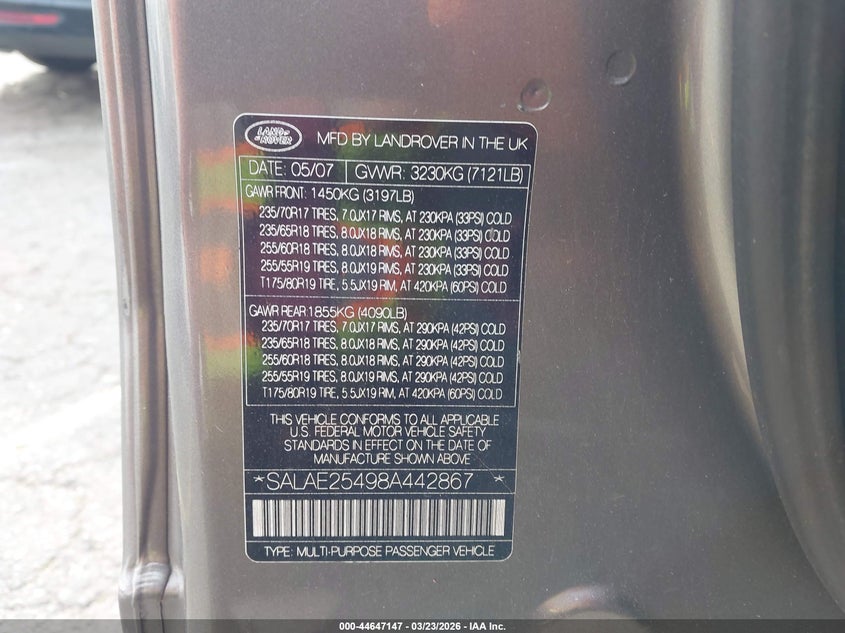 LAND ROVER MFD BY LANDROVER IN THE UK
DATE: 05/07 GVWR: 3230KG (7121LB)
GAWR FRONT: 1450KG (3197LB)
235/70R17 TIRES, 7.0JX17 RIMS, AT 230KPA (33PSI) COLD
235/65R18 TIRES, 8.0JX18 RIMS, AT 230KPA (33PSI) COLD
255/60R18 TIRES, 8.0JX18 RIMS, AT 230KPA (33PSI) COLD
255/55R19 TIRES, 8.0JX19 RIMS, AT 230KPA (33PSI) COLD
T175/80R19 TIRE, 5.5JX19 RIM, AT 420KPA (60PSI) COLD
GAWR REAR 1855KG (4090LB)
235/70R17 TIRES, 7.0JX17 RIMS, AT 290KPA (42PSI) COLD
235/65R18 TIRES, 8.0JX18 RIMS, AT 290KPA (42PSI) COLD
255/60R18 TIRES, 8.0JX18 RIMS, AT 290KPA (42PSI) COLD
255/55R19 TIRES, 8.0JX19 RIMS, AT 290KPA (42PSI) COLD
T175/80R19 TIRE, 5.5JX19 RIM, AT 420KPA (60PSI) COLD
THIS VEHICLE CONFORMS TO ALL APPLICABLE
U.S. FEDERAL MOTOR VEHICLE SAFETY
STANDARDS IN EFFECT ON THE DATE OF
MANUFACTURE SHOWN ABOVE
*SALAE25498A442867 *
TYPE: MULTI-PURPOSE PASSENGER VEHICLE
000-44647147 - 03/23/2026 - IAA Inc.